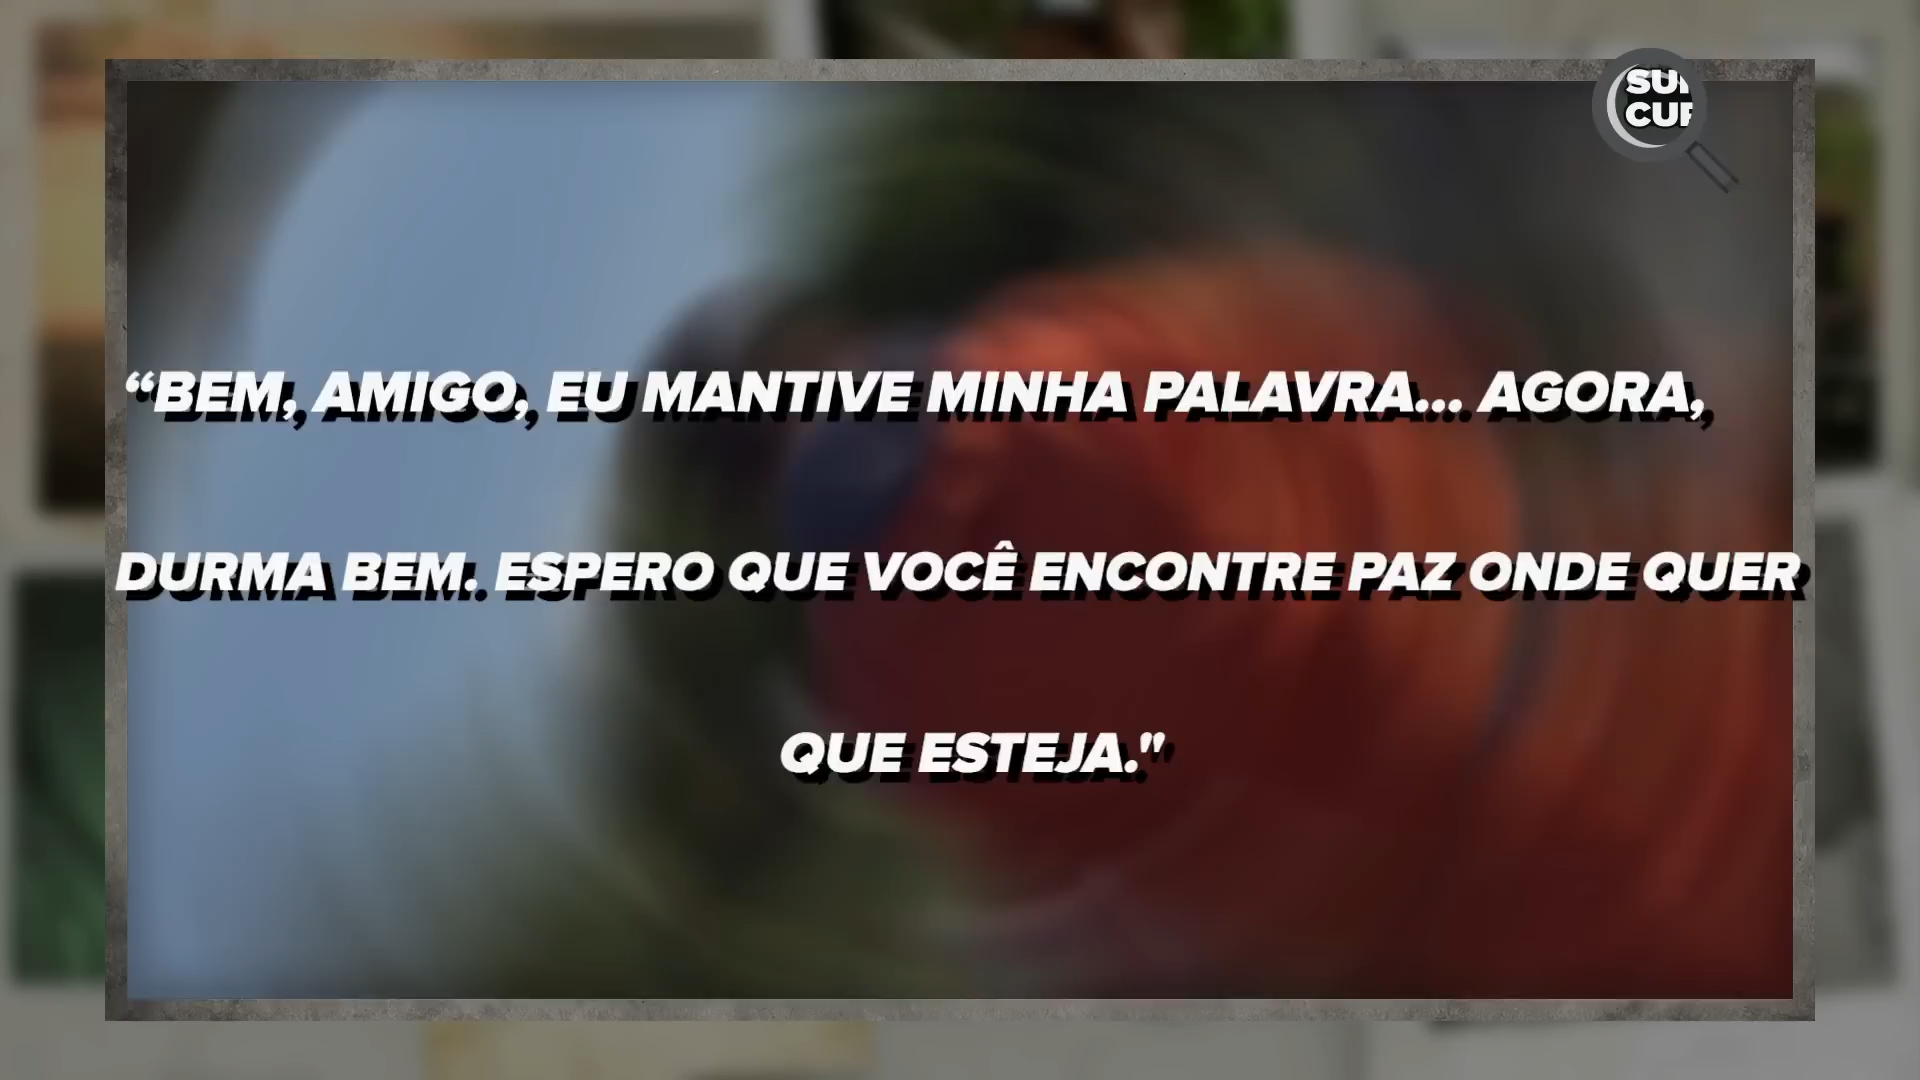 “BEM, AMIGO, EU MANTIVE MINHA PALAVRA... AGORA,
DURMA BEM. ESPERO QUE VOCÊ ENCONTRE PAZ ONDE QUER
QUE ESTEJA."